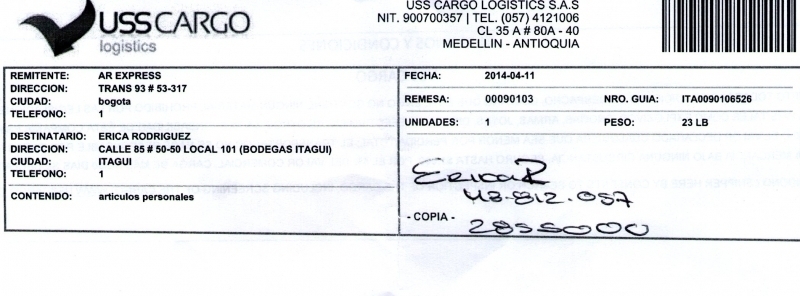 USS CARGO
logistics
USS CARGO LOGISTICS S.A.S
NIT. 900700357 | TEL. (057) 4121006
CL 35 A # 80A - 40
MEDELLIN - ANTIOQUIA
REMITENTE: AR EXPRESS
DIRECCION: TRANS 93 # 53-317
CIUDAD: bogota
TELEFONO: 1
DESTINATARIO: ERICA RODRIGUEZ
DIRECCION: CALLE 85 # 50-50 LOCAL 101 (BODEGAS ITAGUI)
CIUDAD: ITAGUI
TELEFONO: 1
CONTENIDO: articulos personales
FECHA: 2014-04-11
REMESA: 00090103 NRO. GUIA: ITA0090106526
UNIDADES: 1 PESO: 23 LB
EricaR
43.812.057
- COPIA -
2855000